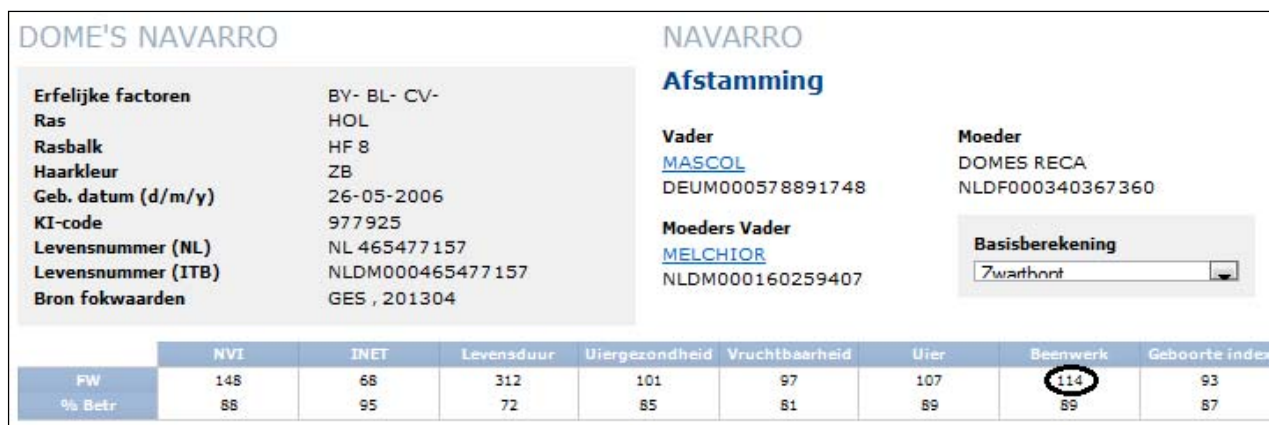 DOME'S NAVARRO
Erfelijke factoren BY- BL- CV-
Ras HOL
Rasbalk HF 8
Haarkleur ZB
Geb. datum (d/m/y) 26-05-2006
KI-code 977925
Levensnummer (NL) NL 465477157
Levensnummer (ITB) NLDM000465477157
Bron fokwaarden GES , 201304
NAVARRO
Afstamming
Vader Moeder
MASCOL DOMES RECA
DEUM000578891748 NLDF000340367360
Moeders Vader
MELCHIOR
NLDM000160259407
Basisberekening
Zwartbont
NVI INET Levensduur Uiergezondheid Vruchtbaarheid Uier Beenwerk Geboorte index
FW 148 68 312 101 97 107 114 93
% Betr 88 95 72 85 81 89 89 87